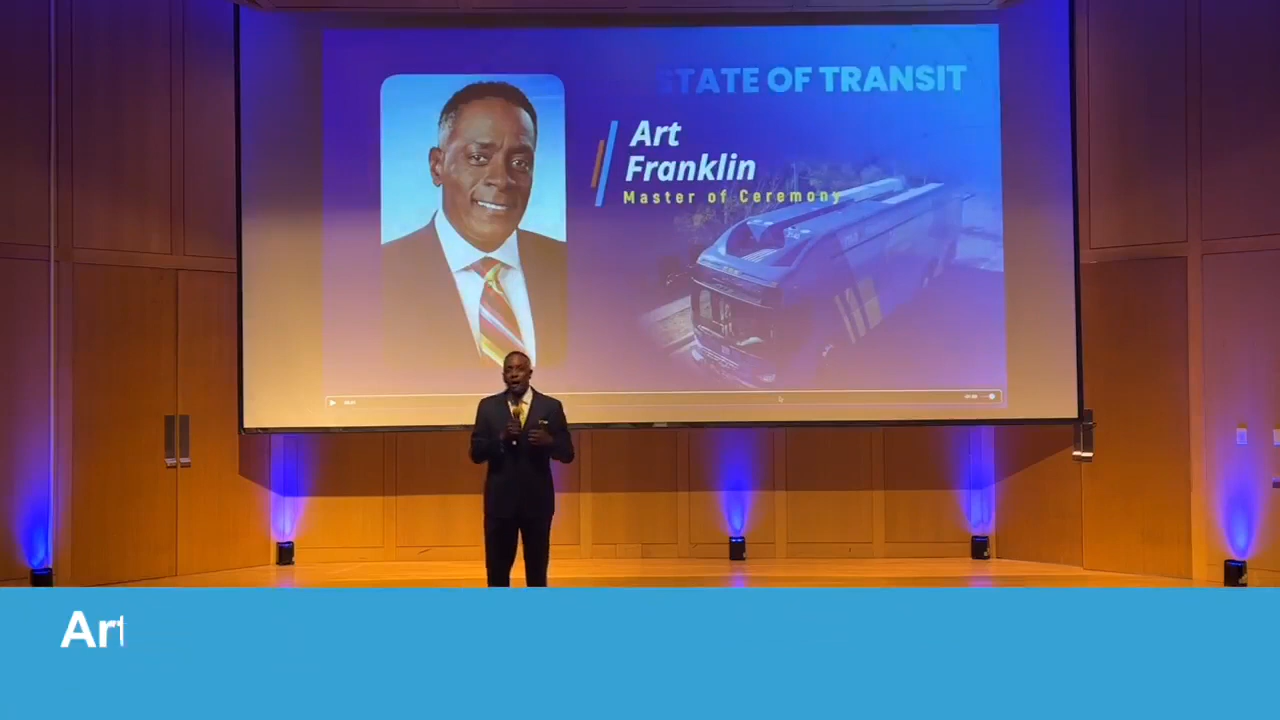 STATE OF TRANSIT
Art
Franklin
Master of Ceremony
Art